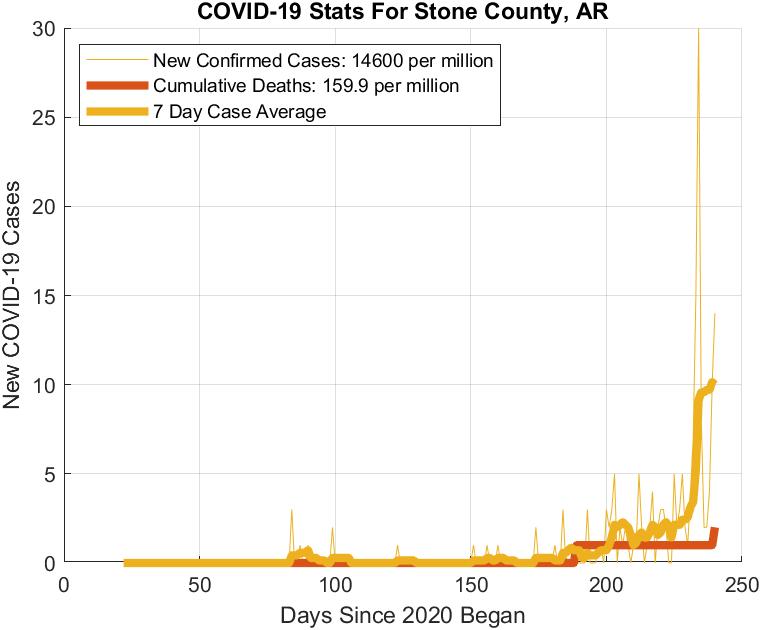 COVID-19 Stats For Stone County, AR
New Confirmed Cases: 14600 per million
Cumulative Deaths: 159.9 per million
7 Day Case Average
New COVID-19 Cases
30
25
20
15
10
5
0
0 50 100 150 200 250
Days Since 2020 Began